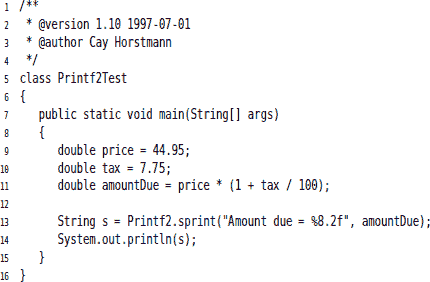 1 /**
2  * @version 1.10 1997-07-01
3  * @author Cay Horstmann
4  */
5 class Printf2Test
6 {
7    public static void main(String[] args)
8    {
9       double price = 44.95;
10       double tax = 7.75;
11       double amountDue = price * (1 + tax / 100);
12
13       String s = Printf2.sprint("Amount due = %8.2f", amountDue);
14       System.out.println(s);
15    }
16 }